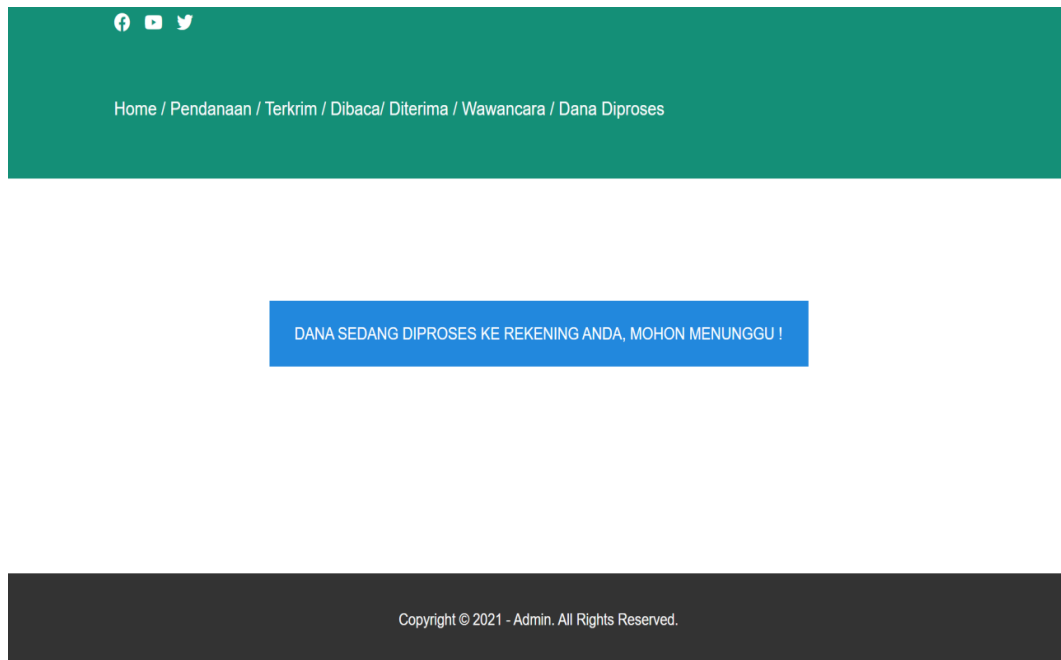 Home / Pendanaan / Terkrim / Dibaca/ Diterima / Wawancara / Dana Diproses
DANA SEDANG DIPROSES KE REKENING ANDA, MOHON MENUNGGU !
Copyright © 2021 - Admin. All Rights Reserved.